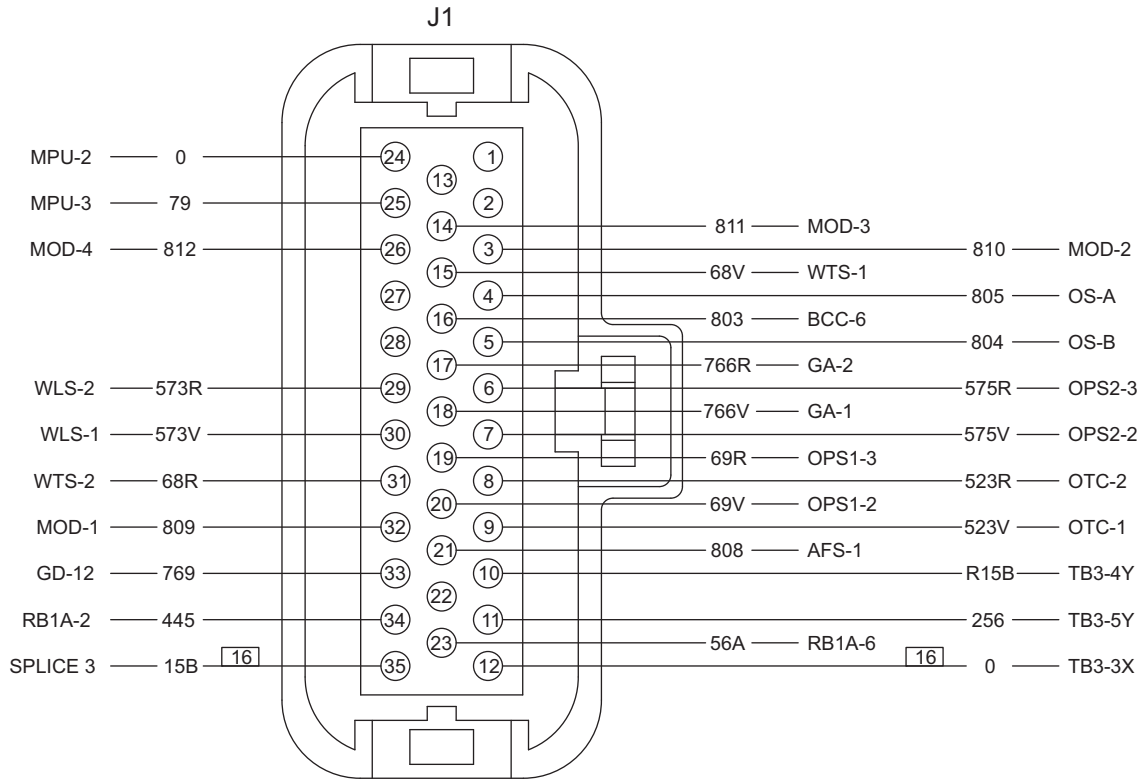 J1
MPU-2 0 24 1
13
MPU-3 79 25 2
14 811 MOD-3
MOD-4 812 26 3 810 MOD-2
15 68V WTS-1
27 4 805 OS-A
16 803 BCC-6
28 5 804 OS-B
17 766R GA-2
WLS-2 573R 29 6 575R OPS2-3
18 766V GA-1
WLS-1 573V 30 7 575V OPS2-2
19 69R OPS1-3
WTS-2 68R 31 8 523R OTC-2
20 69V OPS1-2
MOD-1 809 32 9 523V OTC-1
21 808 AFS-1
GD-12 769 33 10 R15B TB3-4Y
22
RB1A-2 445 34 11 256 TB3-5Y
23 56A RB1A-6
SPLICE 3 15B 16 35 12 16 0 TB3-3X